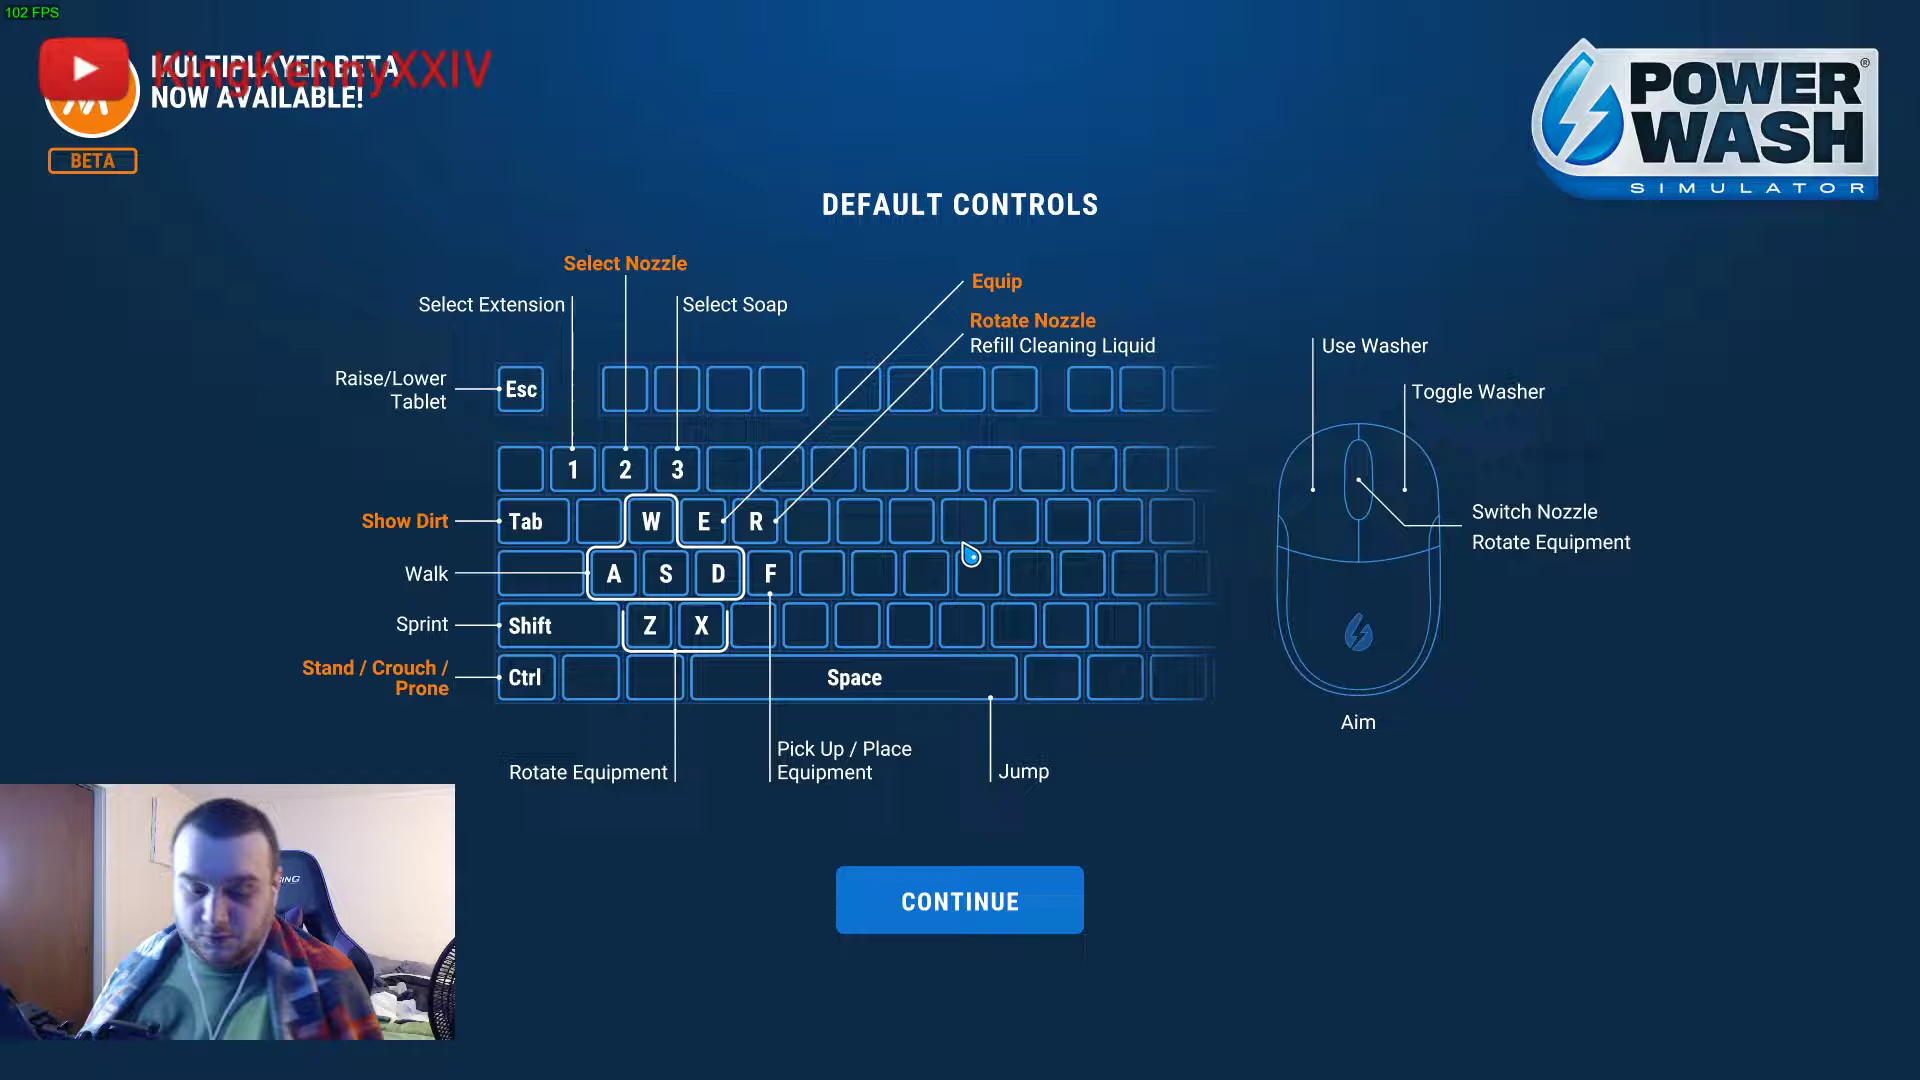 102 FPS
MULTIPLAYER BETA
KingKennyXXIV
NOW AVAILABLE!
BETA
POWER®
WASH
SIMULATOR
DEFAULT CONTROLS
Select Nozzle
Equip
Select Extension
Select Soap
Rotate Nozzle
Refill Cleaning Liquid
Use Washer
Raise/Lower
Tablet
Esc
Toggle Washer
1 2 3
Show Dirt
Tab W E R
Switch Nozzle
Rotate Equipment
Walk
A S D F
Sprint
Shift Z X
Stand / Crouch /
Prone
Ctrl Space
Aim
Rotate Equipment
Pick Up / Place
Equipment
Jump
CONTINUE